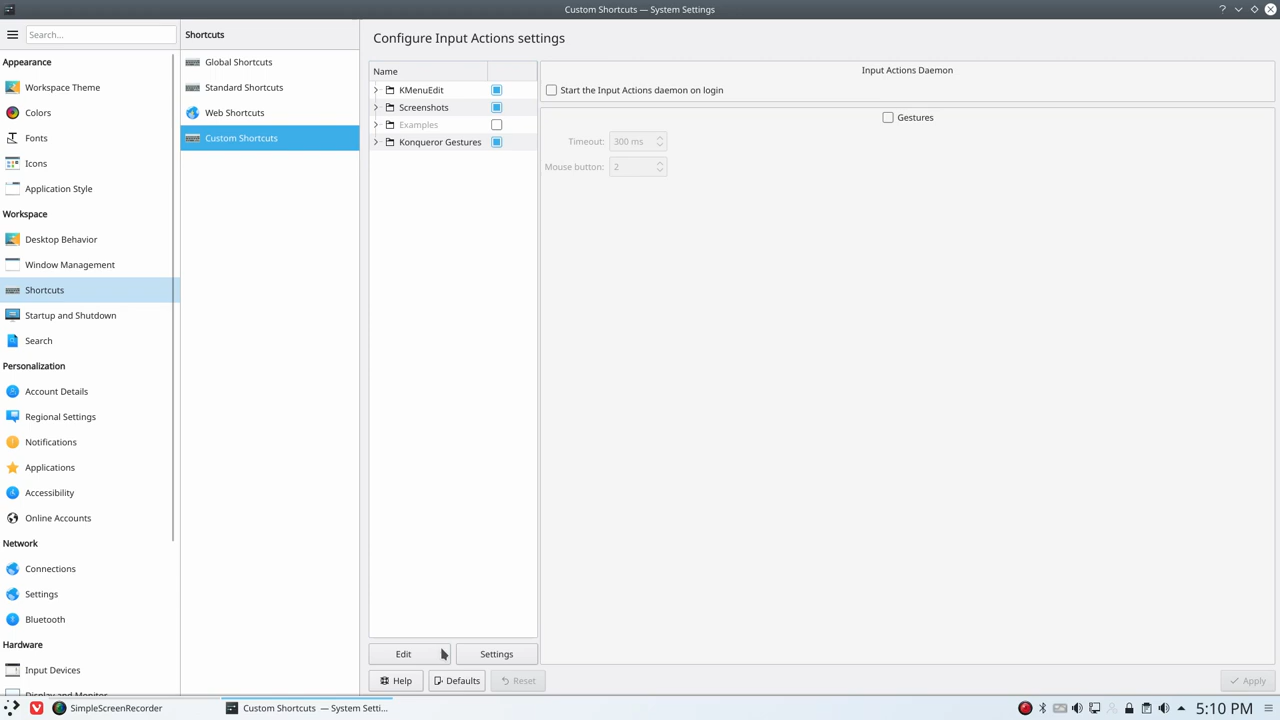 Custom Shortcuts — System Settings
Search...
Appearance
Workspace Theme
Colors
Fonts
Icons
Application Style
Workspace
Desktop Behavior
Window Management
Shortcuts
Startup and Shutdown
Search
Personalization
Account Details
Regional Settings
Notifications
Applications
Accessibility
Online Accounts
Network
Connections
Settings
Bluetooth
Hardware
Input Devices
Display and Monitor
Shortcuts
Global Shortcuts
Standard Shortcuts
Web Shortcuts
Custom Shortcuts
Configure Input Actions settings
Name
KMenuEdit
Screenshots
Examples
Konqueror Gestures
Edit
Settings
Help
Defaults
Reset
Input Actions Daemon
Start the Input Actions daemon on login
Gestures
Timeout: 300 ms
Mouse button: 2
Apply
SimpleScreenRecorder
Custom Shortcuts — System Setti...
5:10 PM